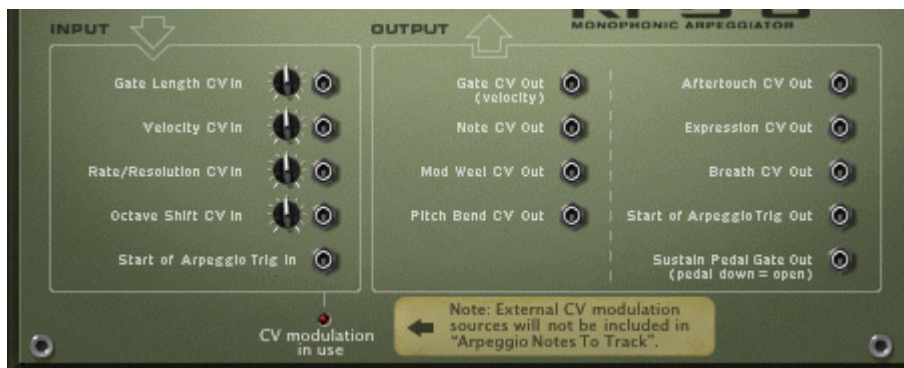 INPUT
OUTPUT
MONOPHONIC ARPEGGIATOR
Gate Length CV In
Velocity CV In
Rate/Resolution CV In
Octave Shift CV In
Start of Arpeggio Trig In
Gate CV Out
(velocity)
Note CV Out
Mod Weel CV Out
Pitch Bend CV Out
Aftertouch CV Out
Expression CV Out
Breath CV Out
Start of Arpeggio Trig Out
Sustain Pedal Gate Out
(pedal down = open)
CV modulation
in use
Note: External CV modulation
sources will not be included in
“Arpeggio Notes To Track”.